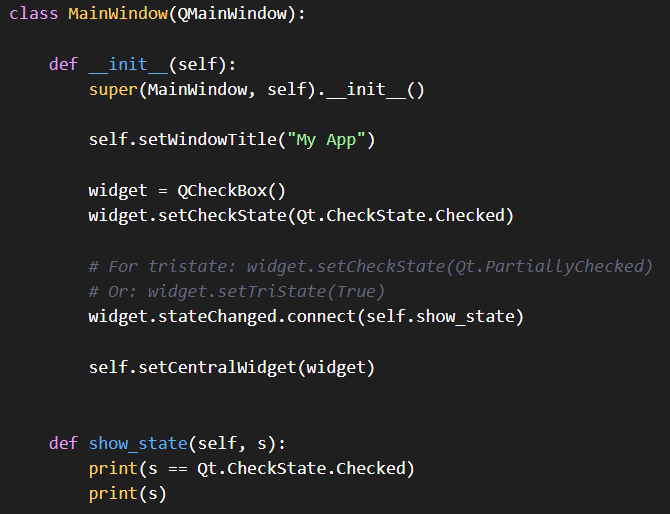 class MainWindow(QMainWindow):
def __init__(self):
super(MainWindow, self).__init__()
self.setWindowTitle("My App")
widget = QCheckBox()
widget.setCheckState(Qt.CheckState.Checked)
# For tristate: widget.setCheckState(Qt.PartiallyChecked)
# Or: widget.setTriState(True)
widget.stateChanged.connect(self.show_state)
self.setCentralWidget(widget)
def show_state(self, s):
print(s == Qt.CheckState.Checked)
print(s)